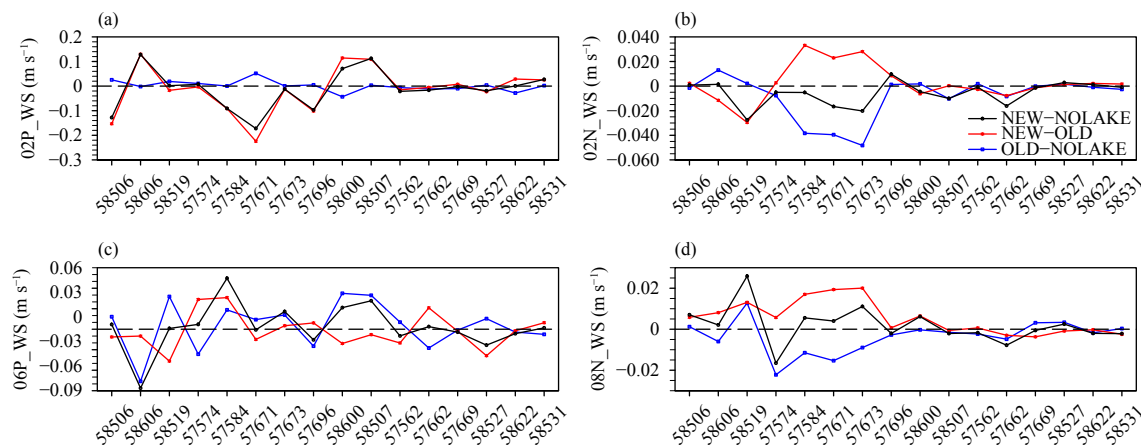 (a)
02P_WS (m s⁻¹)
0.2
0.1
0
−0.1
−0.2
−0.3
58506 58606 58519 57574 57584 57671 57673 57696 58600 58507 57562 57662 57669 58527 58622 58531
(b)
02N_WS (m s⁻¹)
0.040
0.020
0
−0.020
−0.040
−0.060
NEW−NOLAKE
NEW−OLD
OLD−NOLAKE
58506 58606 58519 57574 57584 57671 57673 57696 58600 58507 57562 57662 57669 58527 58622 58531
(c)
06P_WS (m s⁻¹)
0.06
0.03
0
−0.03
−0.06
−0.09
58506 58606 58519 57574 57584 57671 57673 57696 58600 58507 57562 57662 57669 58527 58622 58531
(d)
08N_WS (m s⁻¹)
0.02
0
−0.02
58506 58606 58519 57574 57584 57671 57673 57696 58600 58507 57562 57662 57669 58527 58622 58531